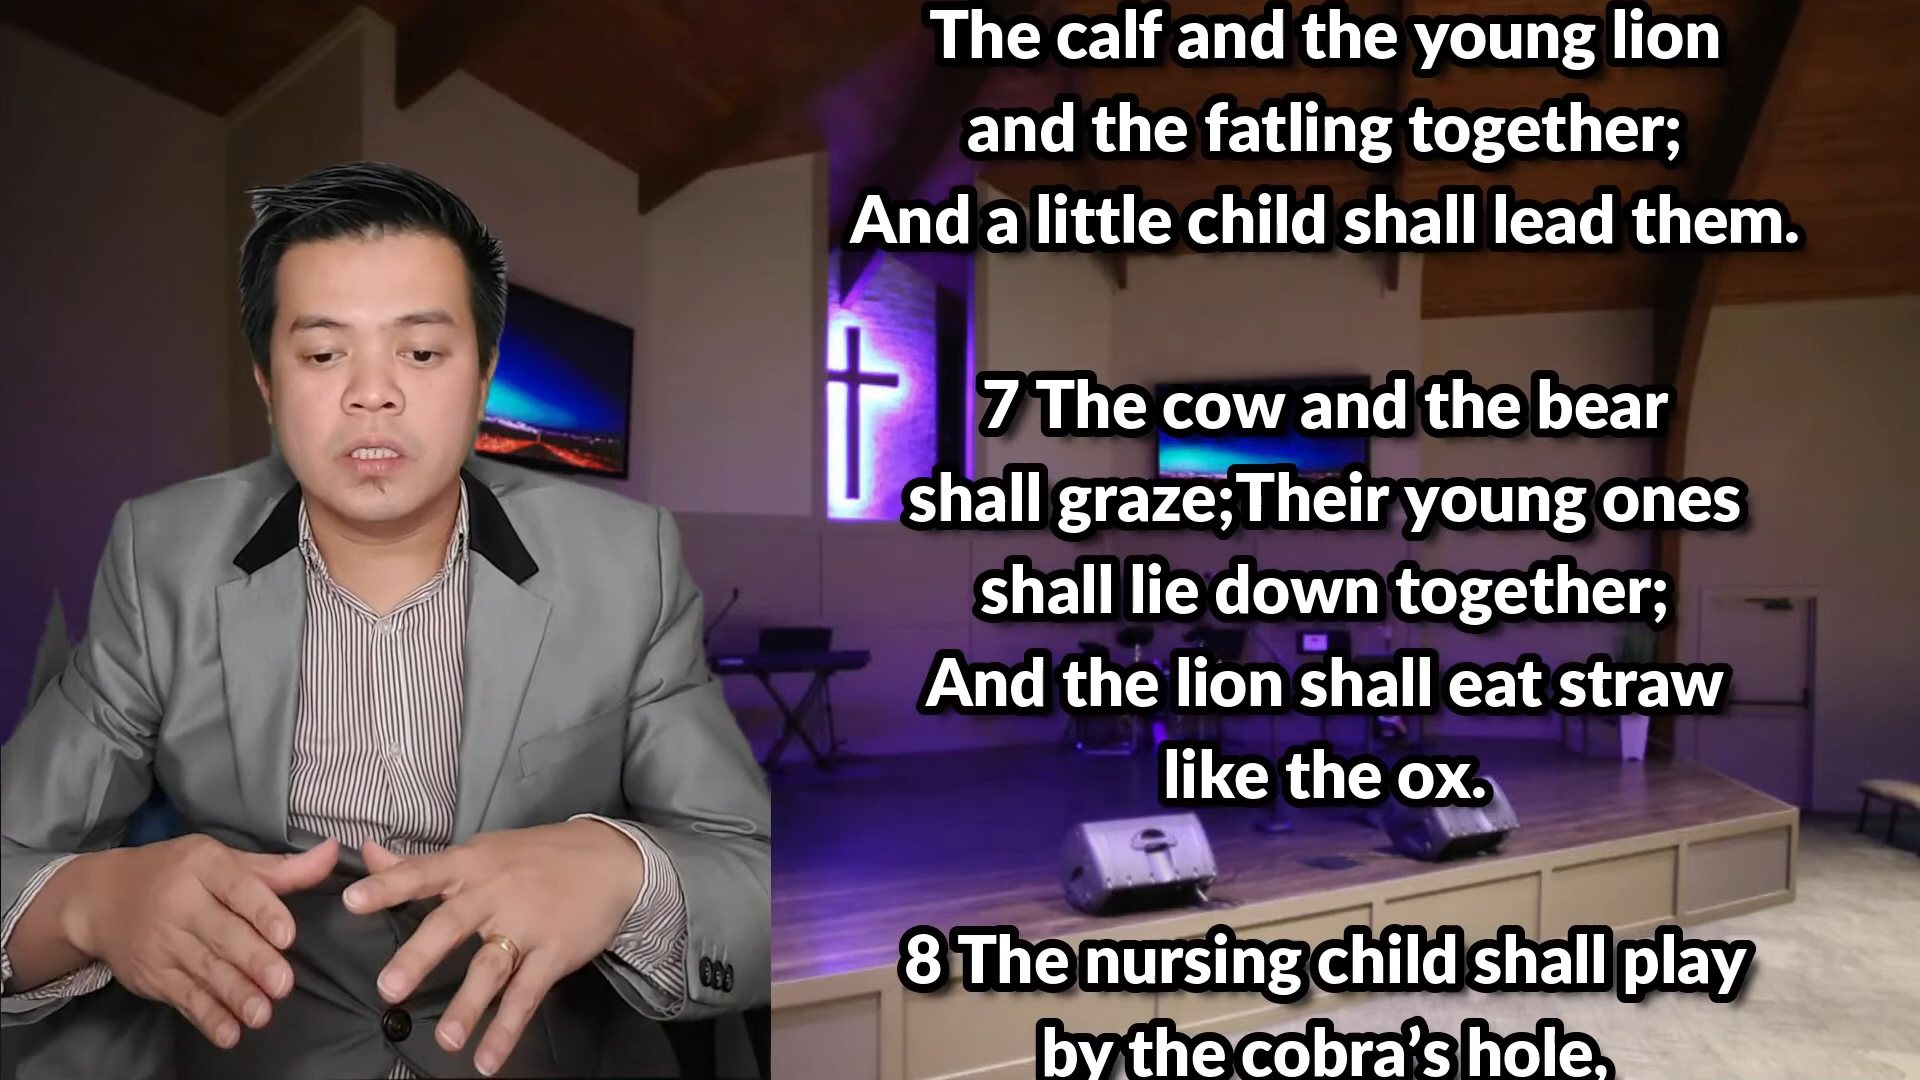 The calf and the young lion
and the fatling together;
And a little child shall lead them.
7 The cow and the bear
shall graze;Their young ones
shall lie down together;
And the lion shall eat straw
like the ox.
8 The nursing child shall play
by the cobra’s hole,